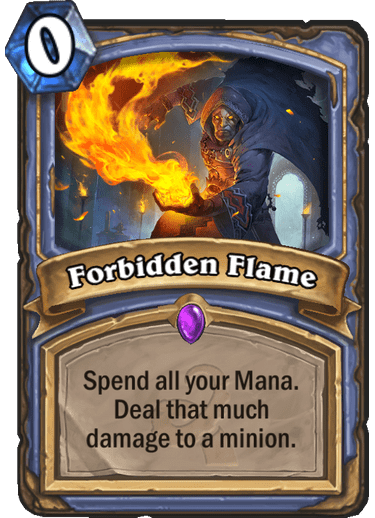 0
Forbidden Flame
Spend all your Mana.
Deal that much
damage to a minion.